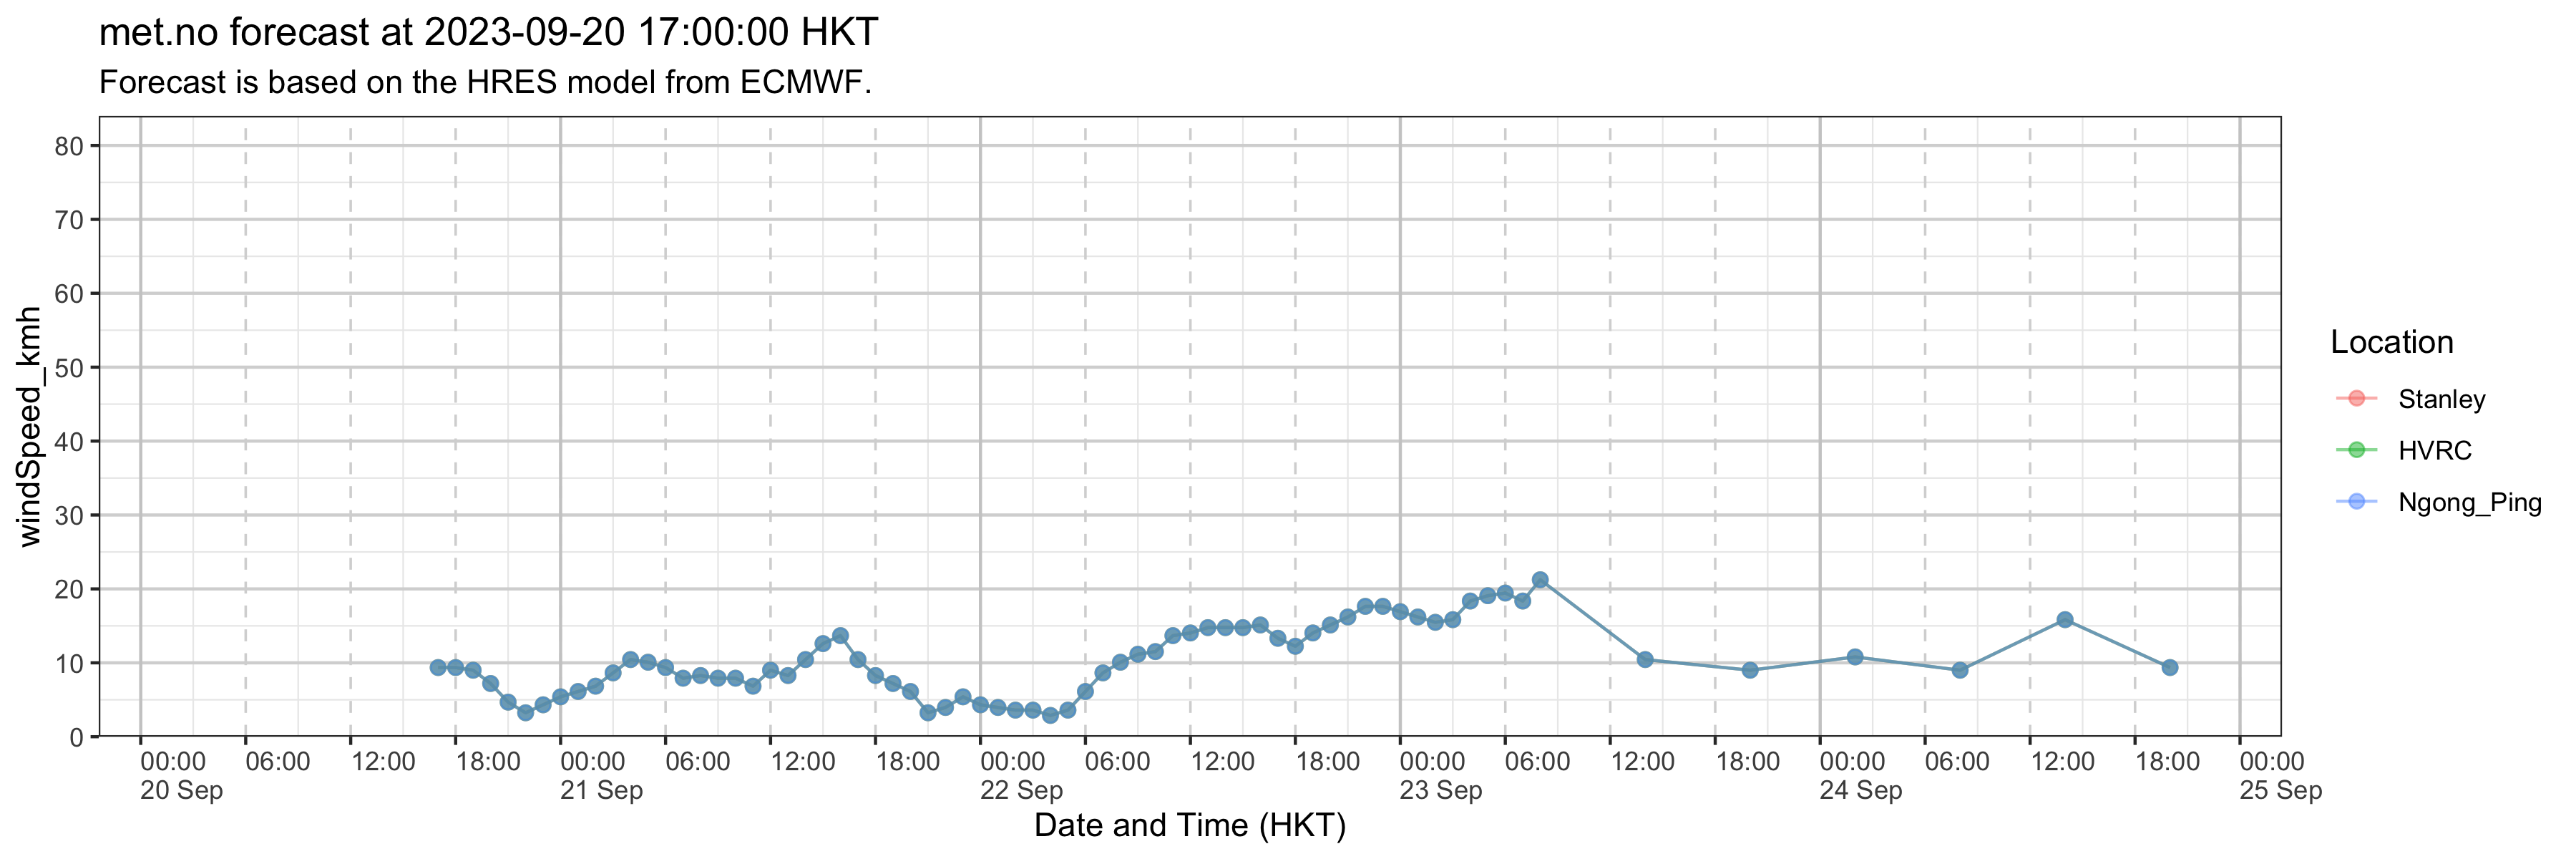 met.no forecast at 2023-09-20 17:00:00 HKT
Forecast is based on the HRES model from ECMWF.
windSpeed_kmh
80
70
60
50
40
30
20
10
0
00:00 06:00 12:00 18:00 00:00 06:00 12:00 18:00 00:00 06:00 12:00 18:00 00:00 06:00 12:00 18:00 00:00 06:00 12:00 18:00 00:00
20 Sep 21 Sep 22 Sep 23 Sep 24 Sep 25 Sep
Date and Time (HKT)
Location
Stanley
HVRC
Ngong_Ping